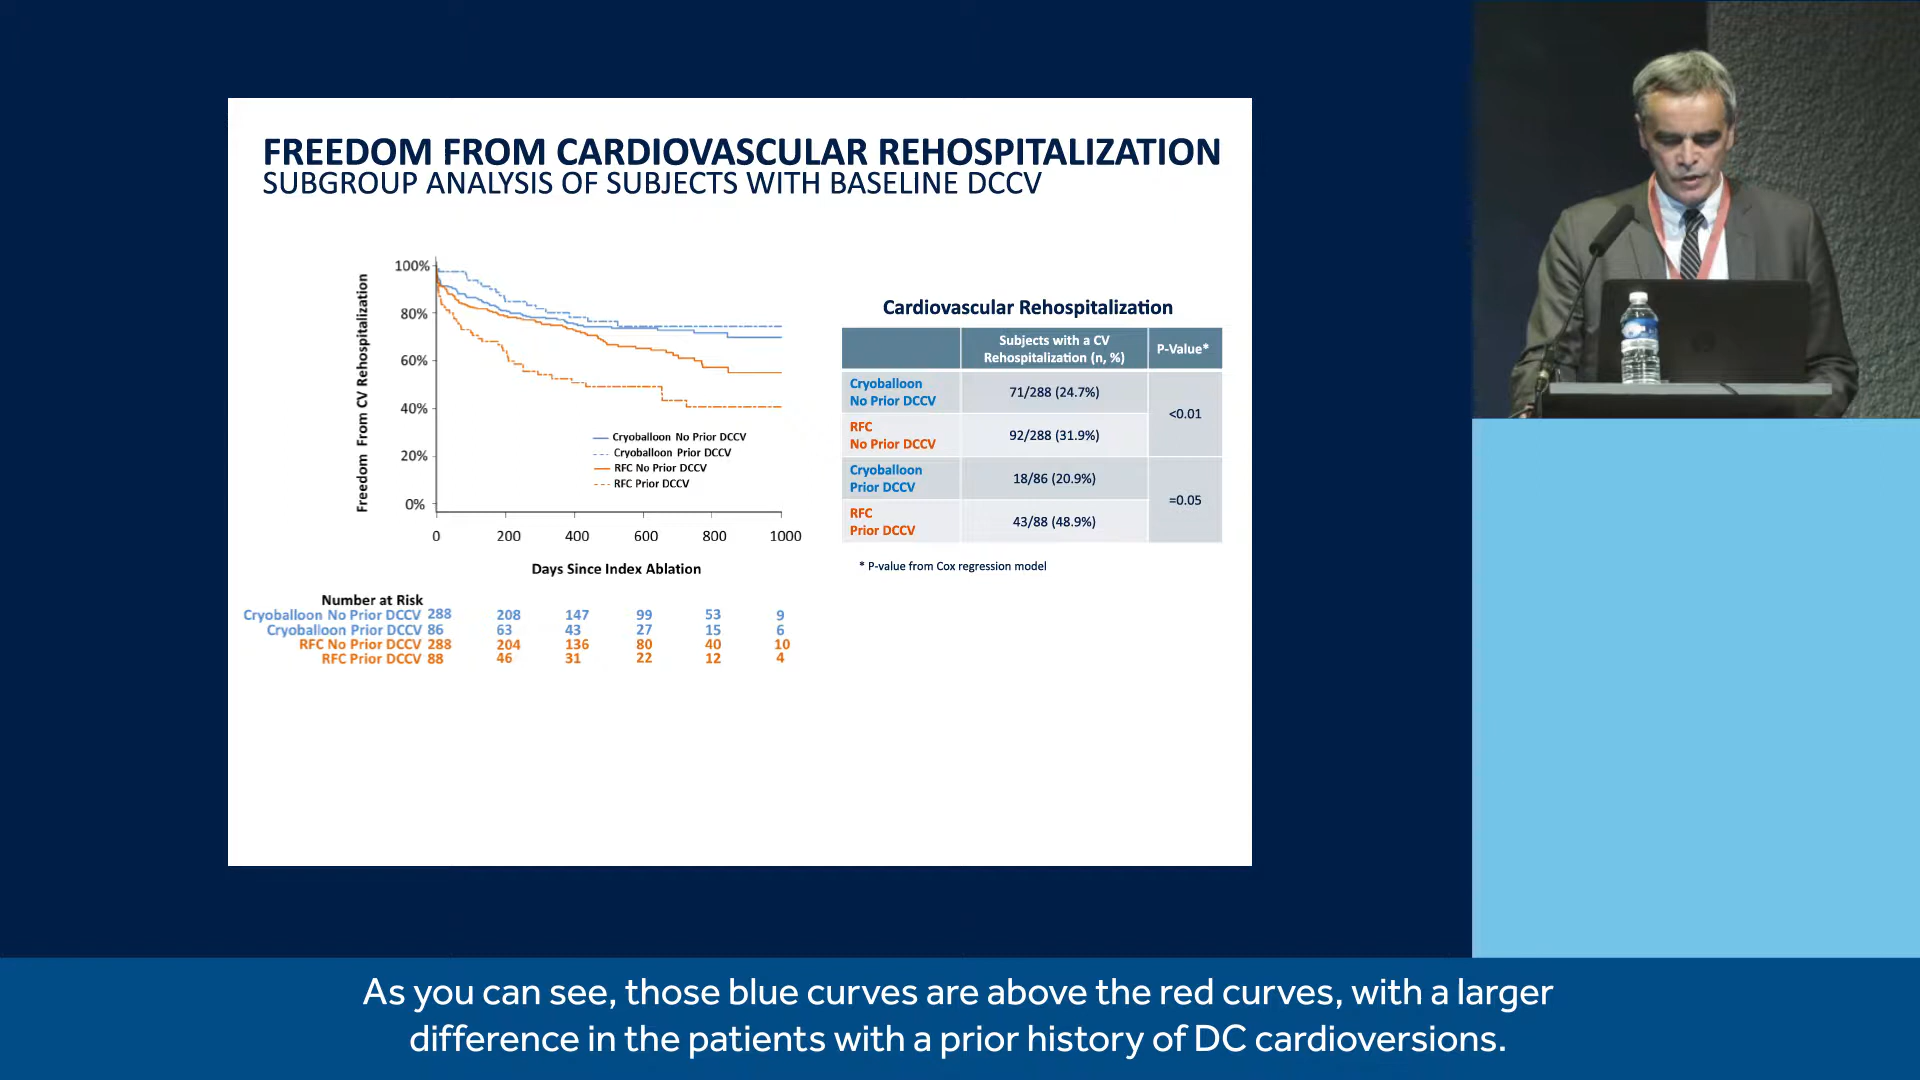 FREEDOM FROM CARDIOVASCULAR REHOSPITALIZATION
SUBGROUP ANALYSIS OF SUBJECTS WITH BASELINE DCCV
Freedom From CV Rehospitalization
100%
80%
60%
40%
20%
0%
Cryoballoon No Prior DCCV
Cryoballoon Prior DCCV
RFC No Prior DCCV
RFC Prior DCCV
0 200 400 600 800 1000
Days Since Index Ablation
Number at Risk
Cryoballoon No Prior DCCV 288 208 147 99 53 9
Cryoballoon Prior DCCV 86 63 43 27 15 6
RFC No Prior DCCV 288 204 136 80 40 10
RFC Prior DCCV 88 46 31 22 12 4
Cardiovascular Rehospitalization
Subjects with a CV
Rehospitalization (n, %)
P-Value*
Cryoballoon
No Prior DCCV
71/288 (24.7%)
<0.01
RFC
No Prior DCCV
92/288 (31.9%)
Cryoballoon
Prior DCCV
18/86 (20.9%)
=0.05
RFC
Prior DCCV
43/88 (48.9%)
* P-value from Cox regression model
As you can see, those blue curves are above the red curves, with a larger
difference in the patients with a prior history of DC cardioversions.